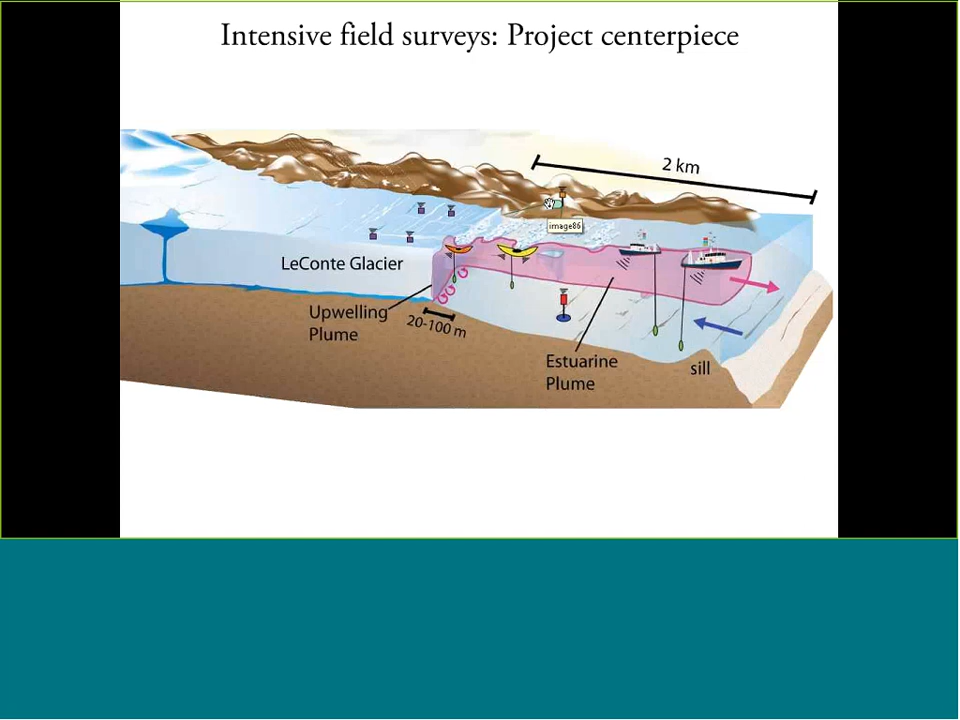 Intensive field surveys: Project centerpiece
2 km
image86
LeConte Glacier
Upwelling
Plume
20-100 m
Estuarine
Plume
sill